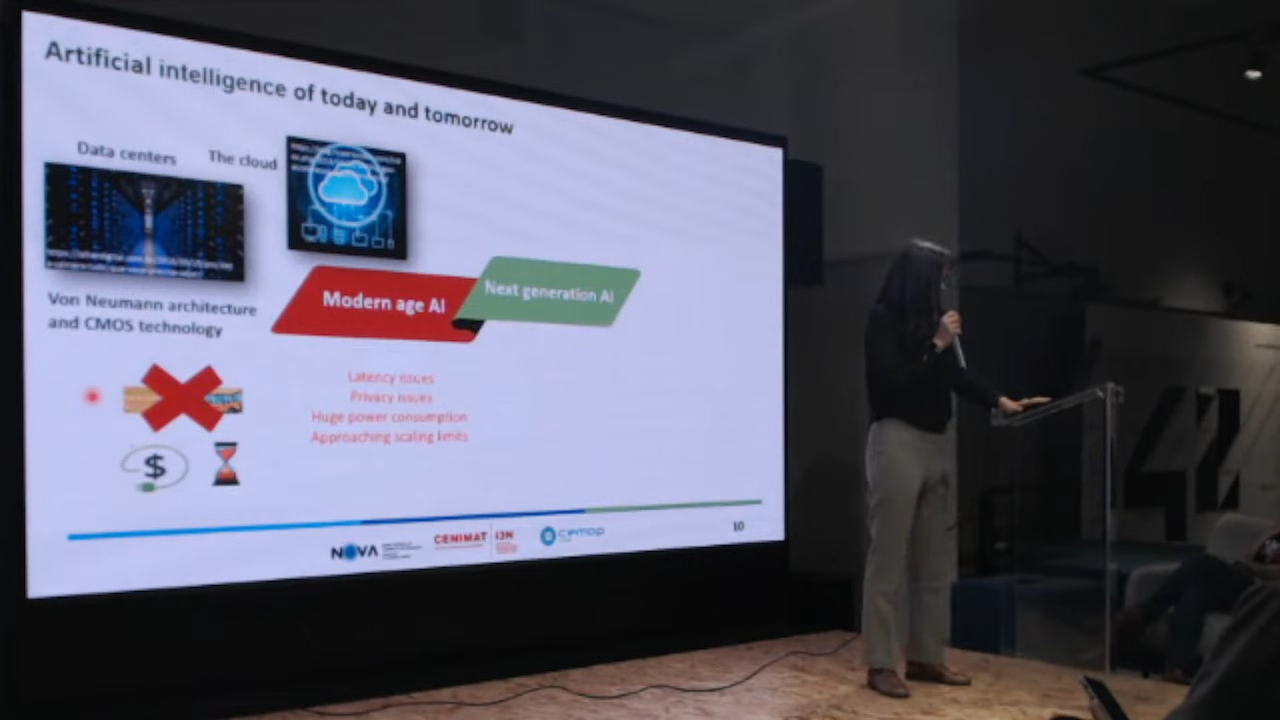 Artificial intelligence of today and tomorrow
Data centers
The cloud
Von Neumann architecture
and CMOS technology
Modern age AI
Next generation AI
Latency issues
Privacy issues
Huge power consumption
Approaching scaling limits
$
NOVA
CENIMAT
i3N
cemop
10